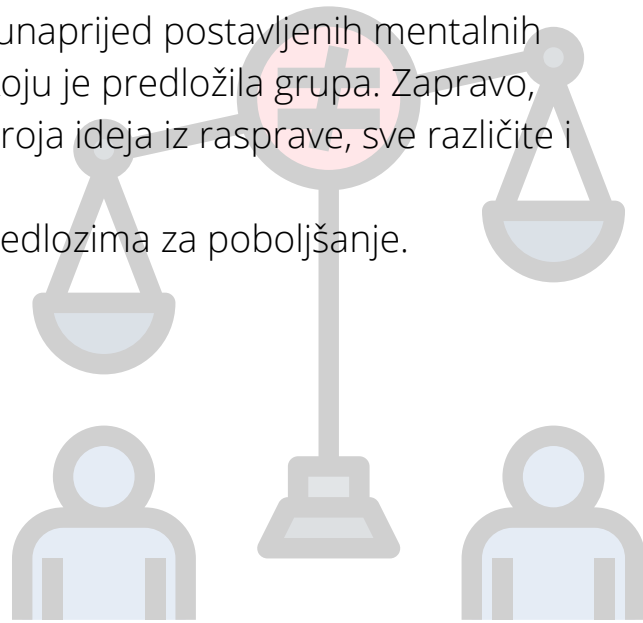 unaprijed postavljenih mentalnih
oju je predložila grupa. Zapravo,
roja ideja iz rasprave, sve različite i
edlozima za poboljšanje.